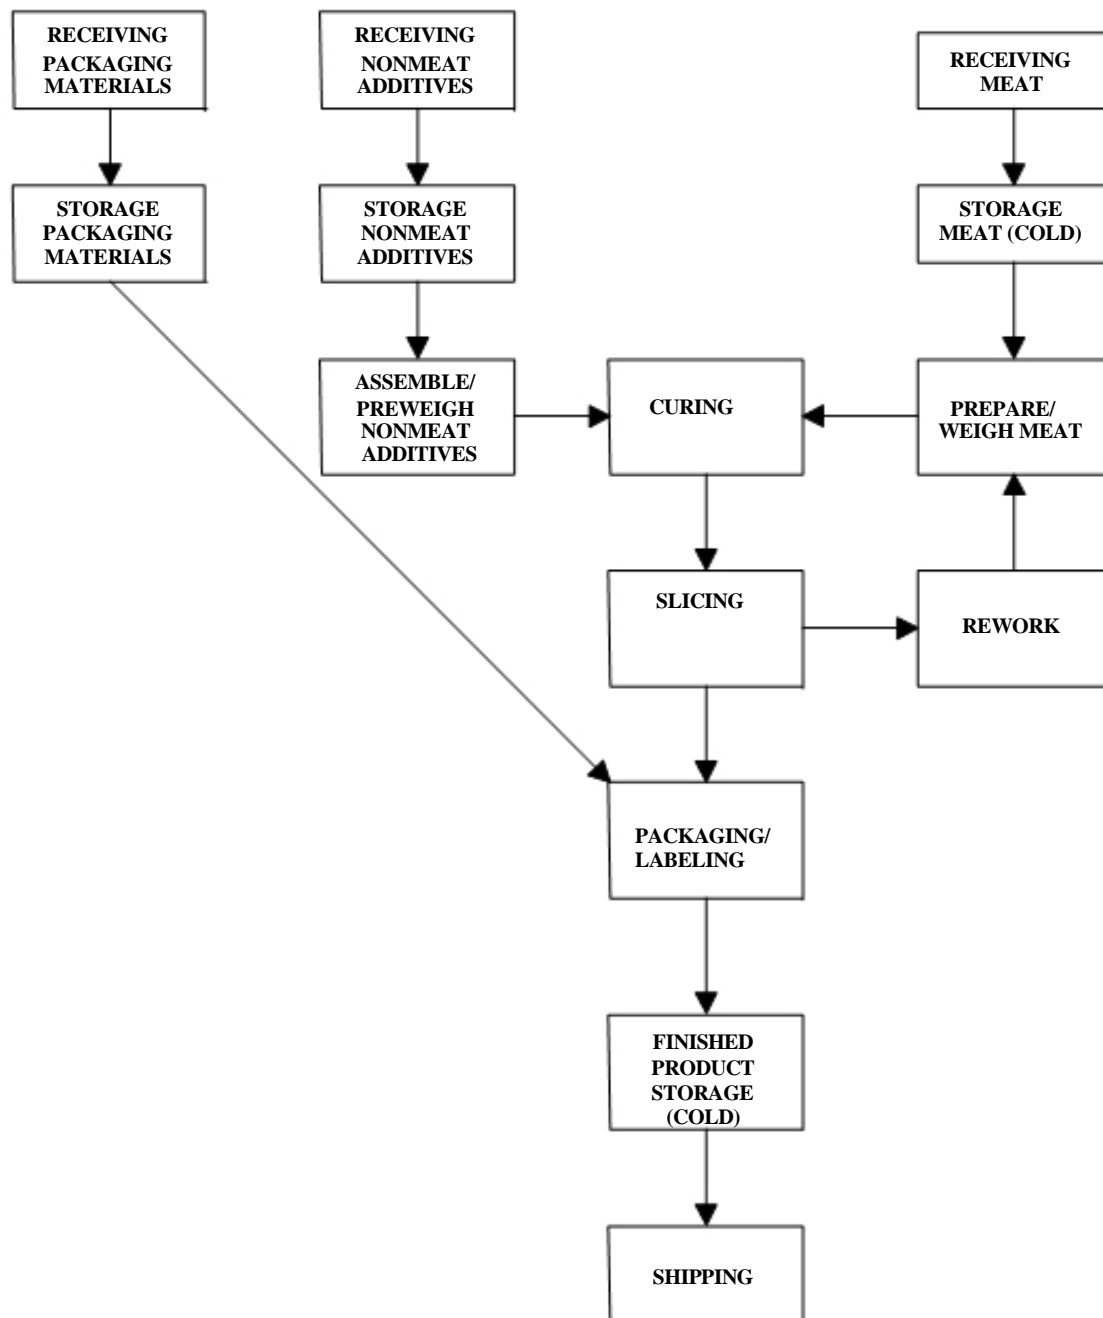 RECEIVING
PACKAGING
MATERIALS
RECEIVING
NONMEAT
ADDITIVES
RECEIVING
MEAT
STORAGE
PACKAGING
MATERIALS
STORAGE
NONMEAT
ADDITIVES
STORAGE
MEAT (COLD)
ASSEMBLE/
PREWEIGH
NONMEAT
ADDITIVES
CURING
PREPARE/
WEIGH MEAT
SLICING
REWORK
PACKAGING/
LABELING
FINISHED
PRODUCT
STORAGE
(COLD)
SHIPPING